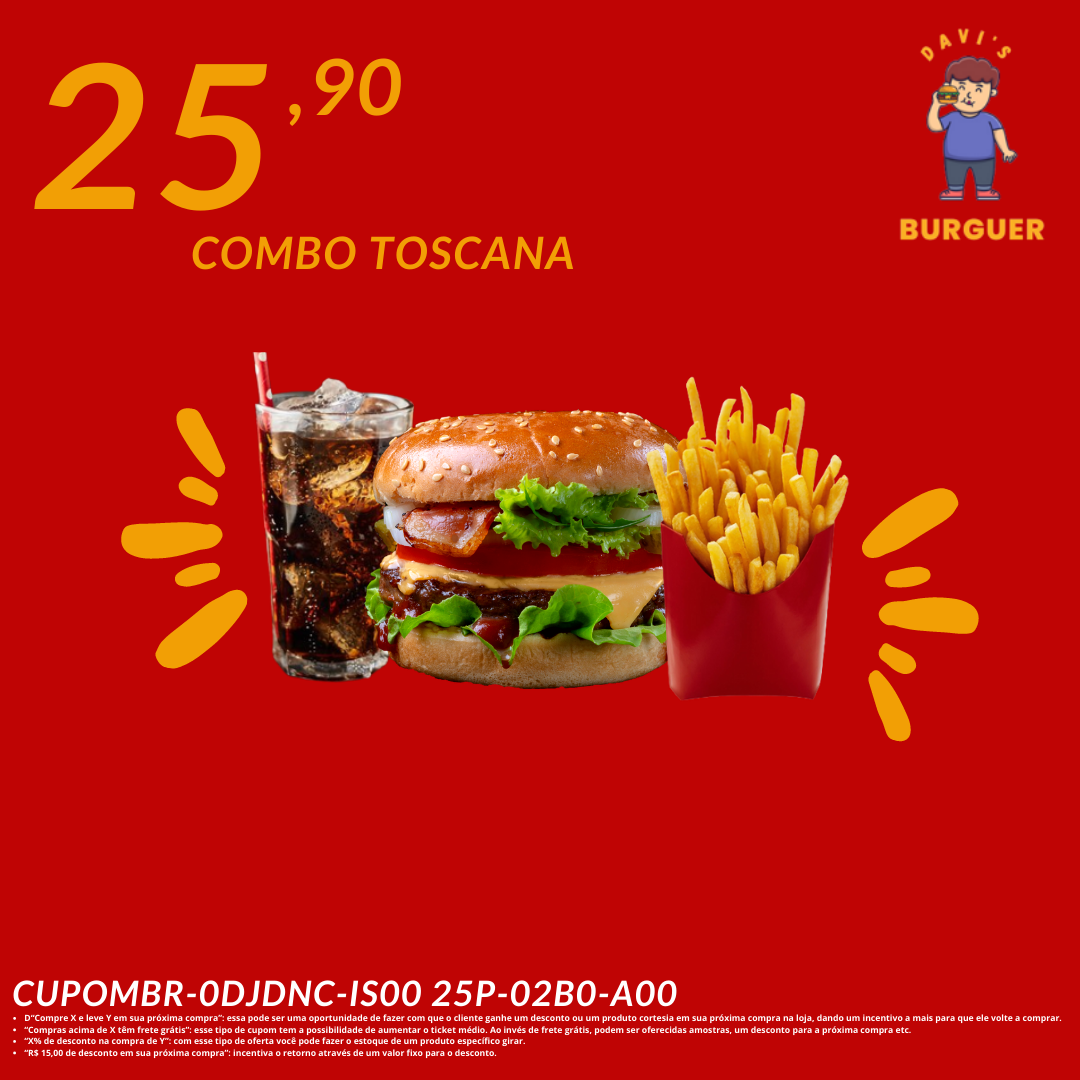 25,90
DAVI'S
BURGUER
COMBO TOSCANA
CUPOMBR-0DJDNC-IS00 25P-02B0-A00
• D"Compre X e leve Y em sua próxima compra": essa pode ser uma oportunidade de fazer com que o cliente ganhe um desconto ou um produto cortesia em sua próxima compra na loja, dando um incentivo a mais para que ele volte a comprar.
• "Compras acima de X têm frete grátis": esse tipo de cupom tem a possibilidade de aumentar o ticket médio. Ao invés de frete grátis, podem ser oferecidas amostras, um desconto para a próxima compra etc.
• "X% de desconto na compra de Y": com esse tipo de oferta você pode fazer o estoque de um produto específico girar.
• "R$ 15,00 de desconto em sua próxima compra": incentiva o retorno através de um valor fixo para o desconto.